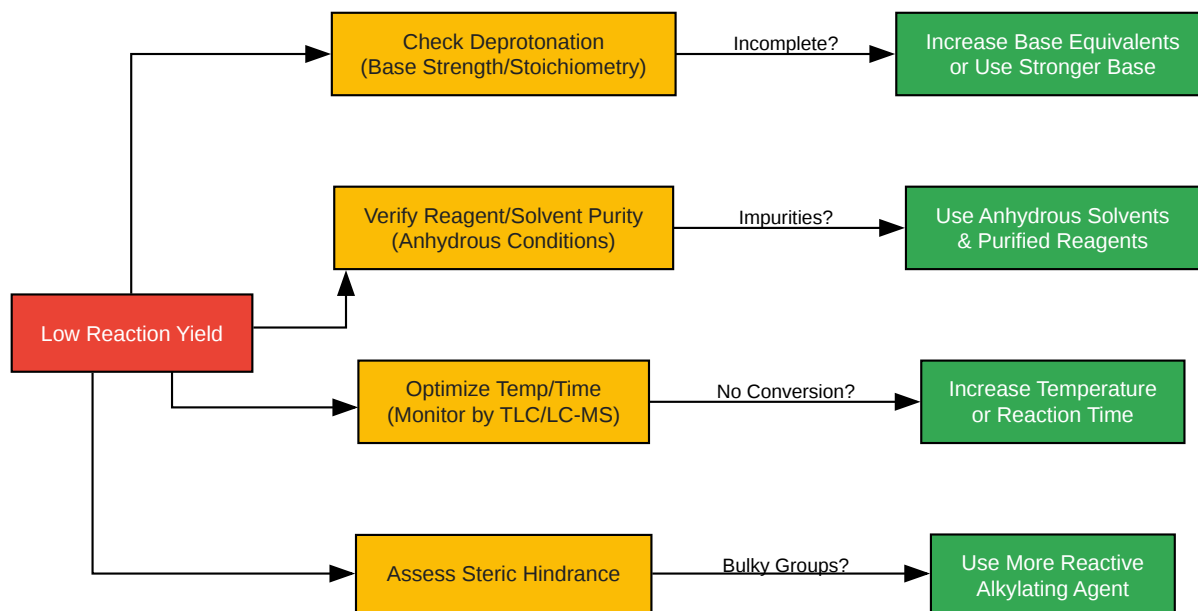 Check Deprotonation
(Base Strength/Stoichiometry)
Incomplete?
Increase Base Equivalents
or Use Stronger Base
Verify Reagent/Solvent Purity
(Anhydrous Conditions)
Impurities?
Use Anhydrous Solvents
& Purified Reagents
Low Reaction Yield
Optimize Temp/Time
(Monitor by TLC/LC-MS)
No Conversion?
Increase Temperature
or Reaction Time
Assess Steric Hindrance
Bulky Groups?
Use More Reactive
Alkylating Agent